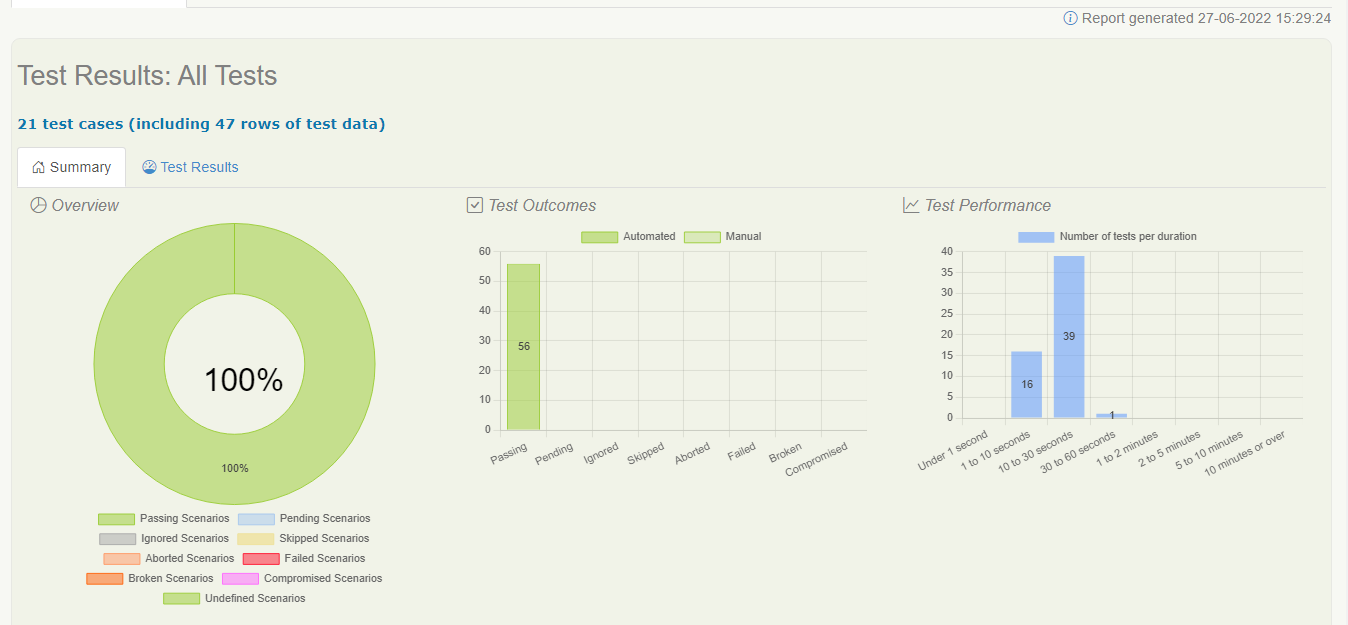 Report generated 27-06-2022 15:29:24
Test Results: All Tests
21 test cases (including 47 rows of test data)
Summary
Test Results
Overview
100%
100%
Passing Scenarios
Pending Scenarios
Ignored Scenarios
Skipped Scenarios
Aborted Scenarios
Failed Scenarios
Broken Scenarios
Compromised Scenarios
Undefined Scenarios
Test Outcomes
Automated
Manual
60
50
40
30
20
10
0
56
Passing
Pending
Ignored
Skipped
Aborted
Failed
Broken
Compromised
Test Performance
Number of tests per duration
40
35
30
25
20
15
10
5
0
16
39
1
Under 1 second
1 to 10 seconds
10 to 30 seconds
30 to 60 seconds
1 to 2 minutes
2 to 5 minutes
5 to 10 minutes
10 minutes or over